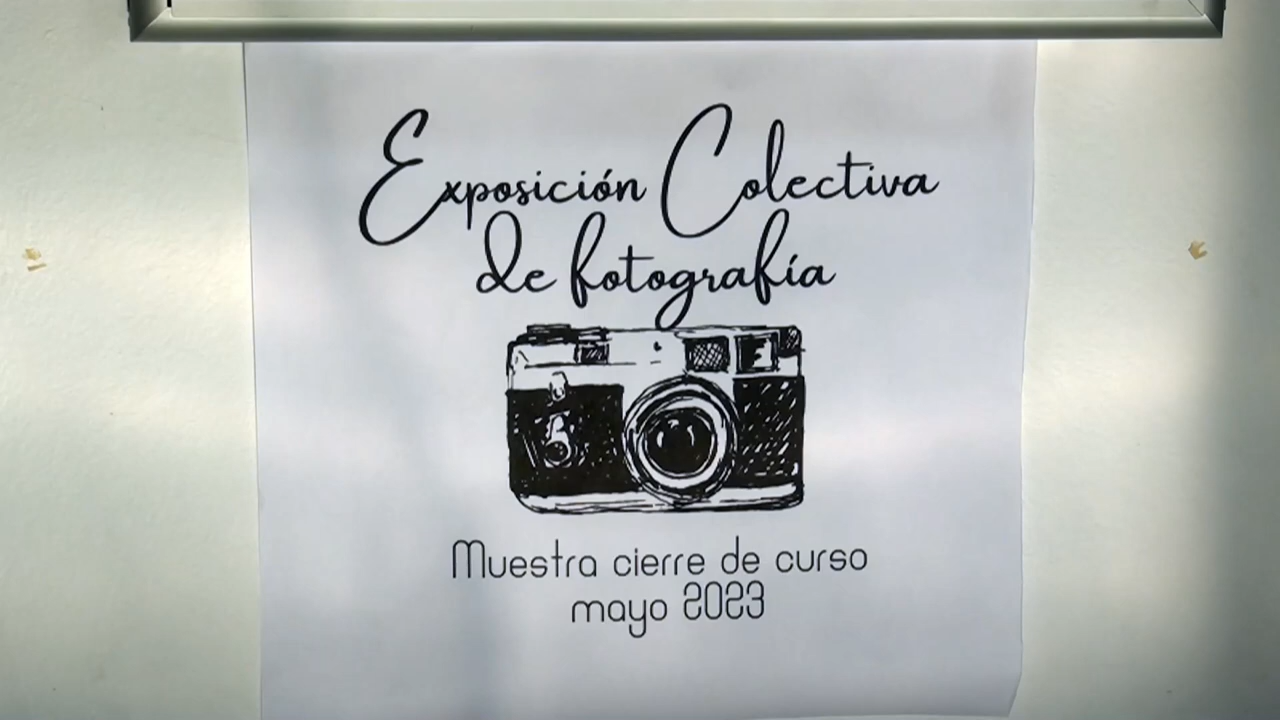 Exposición Colectiva
de fotografía
Muestra cierre de curso
mayo 2023